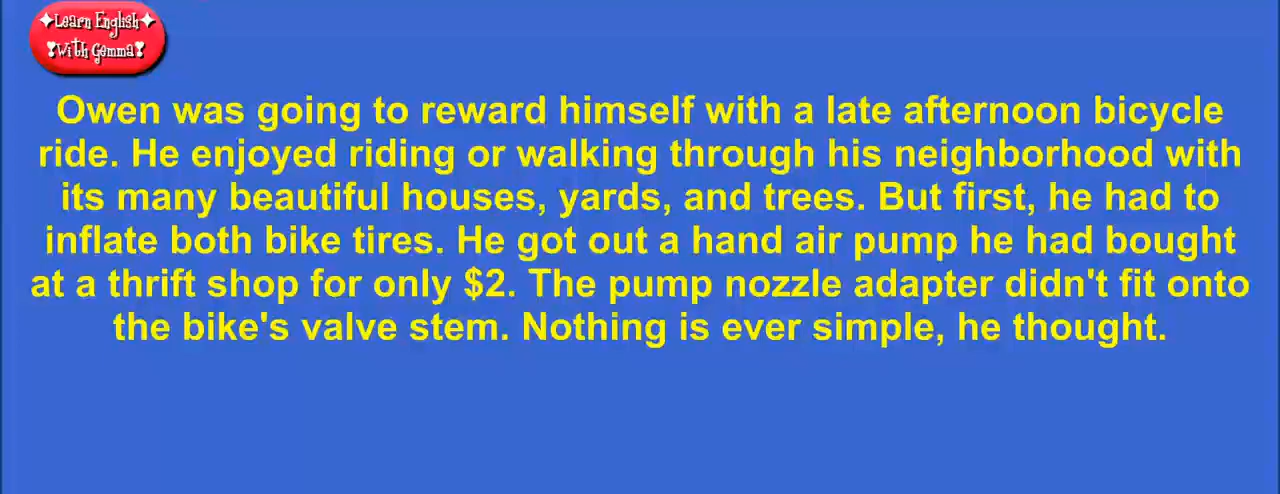 ✦Learn English✦
❣With Gemma❣
Owen was going to reward himself with a late afternoon bicycle
ride. He enjoyed riding or walking through his neighborhood with
its many beautiful houses, yards, and trees. But first, he had to
inflate both bike tires. He got out a hand air pump he had bought
at a thrift shop for only $2. The pump nozzle adapter didn't fit onto
the bike's valve stem. Nothing is ever simple, he thought.